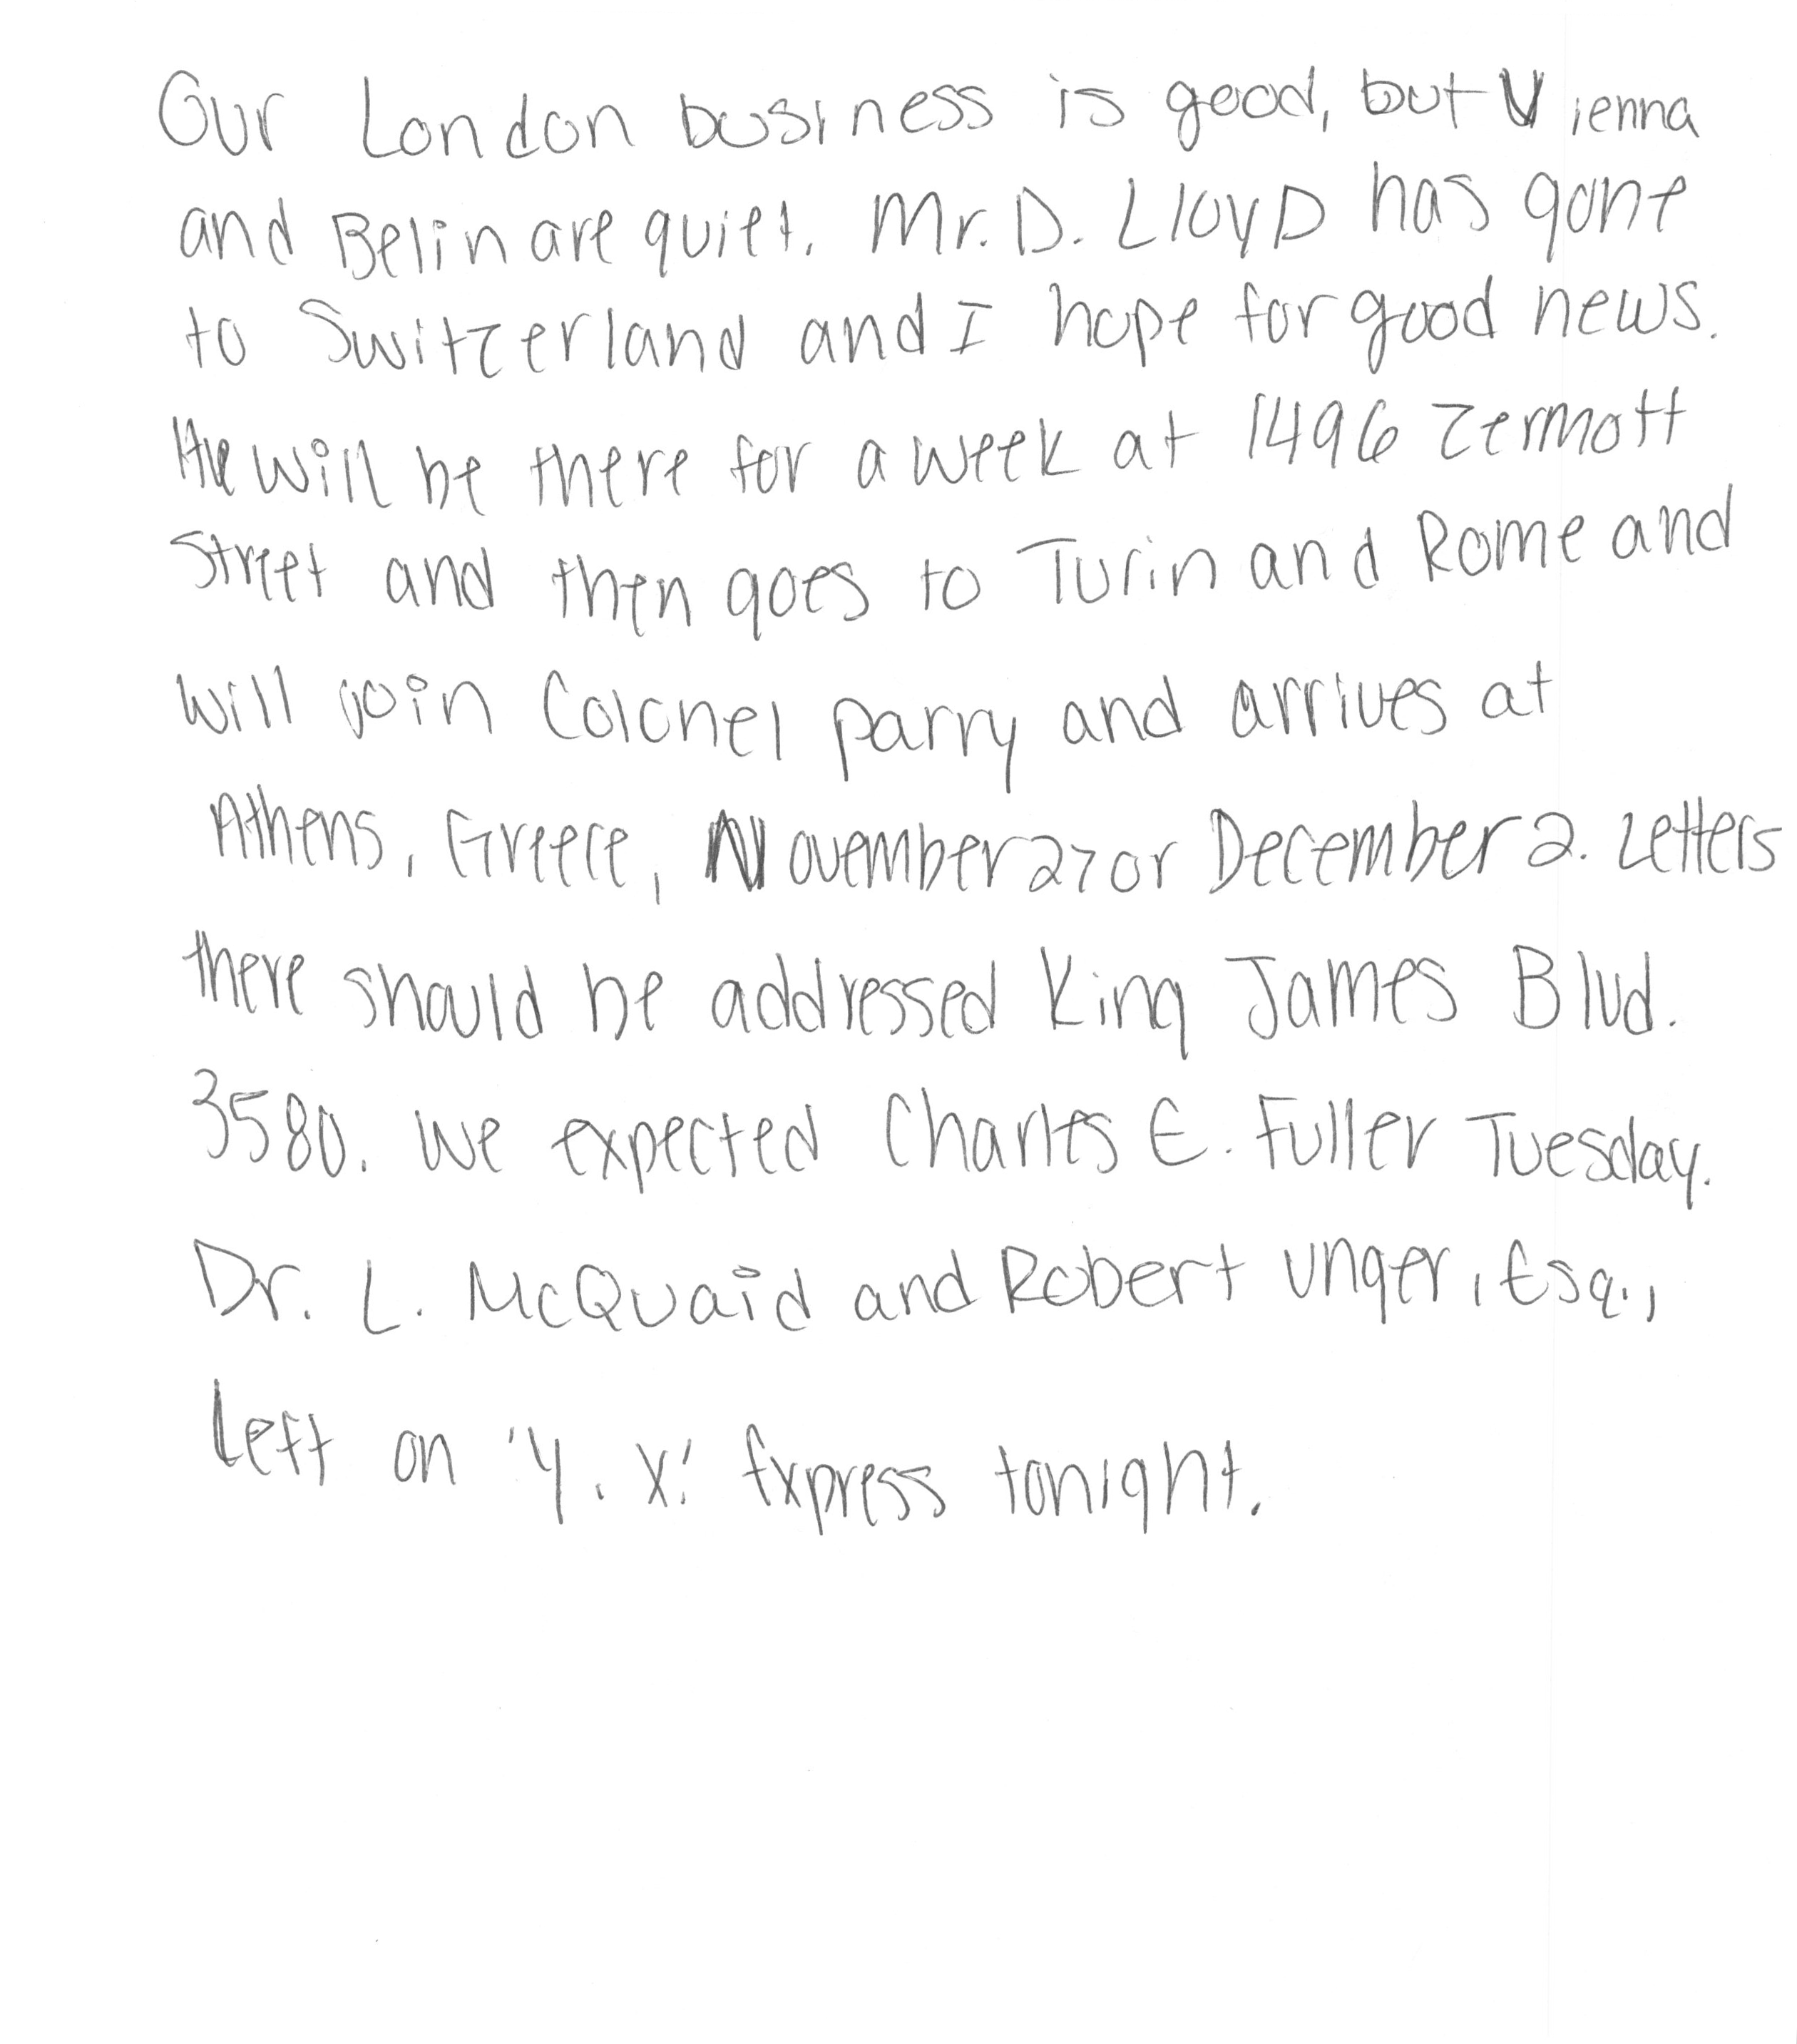 Our London business is good, but Vienna
and Belin are quiet. Mr. D. LloyD has gone
to Switzerland and I hope for good news.
He will be there for a week at 1496 Zermott
Street and then goes to Turin and Rome and
will join Colonel parry and arrives at
Athens, Greece, November 27 or December 2. Letters
there should be addressed King James Blvd.
3580. We expected Charles E. Fuller Tuesday.
Dr. L. McQuaid and Robert Unger, Esq.,
Left on 'Y. X.' Express tonight.